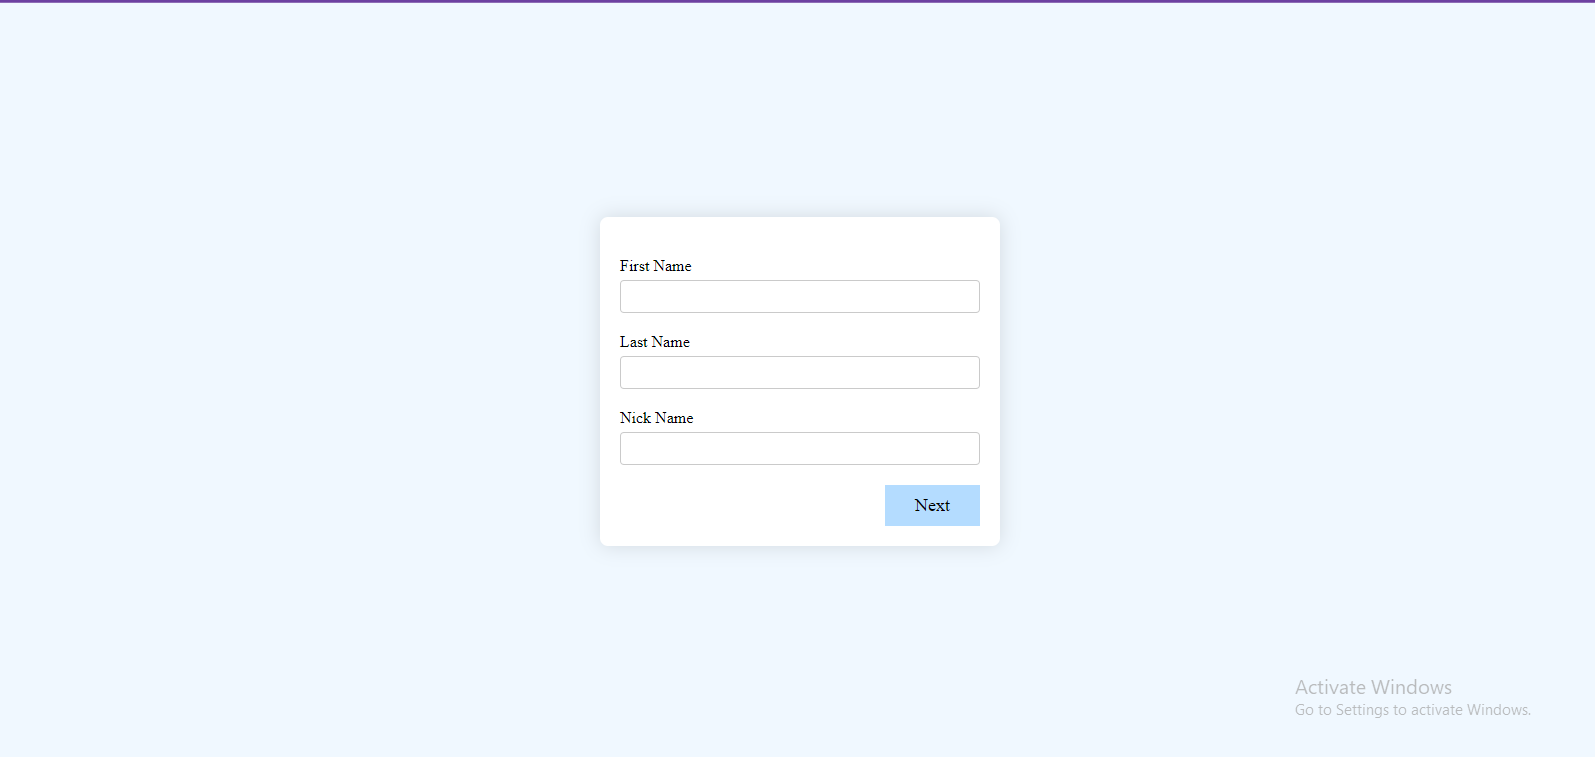 First Name
Last Name
Nick Name
Next
Activate Windows
Go to Settings to activate Windows.